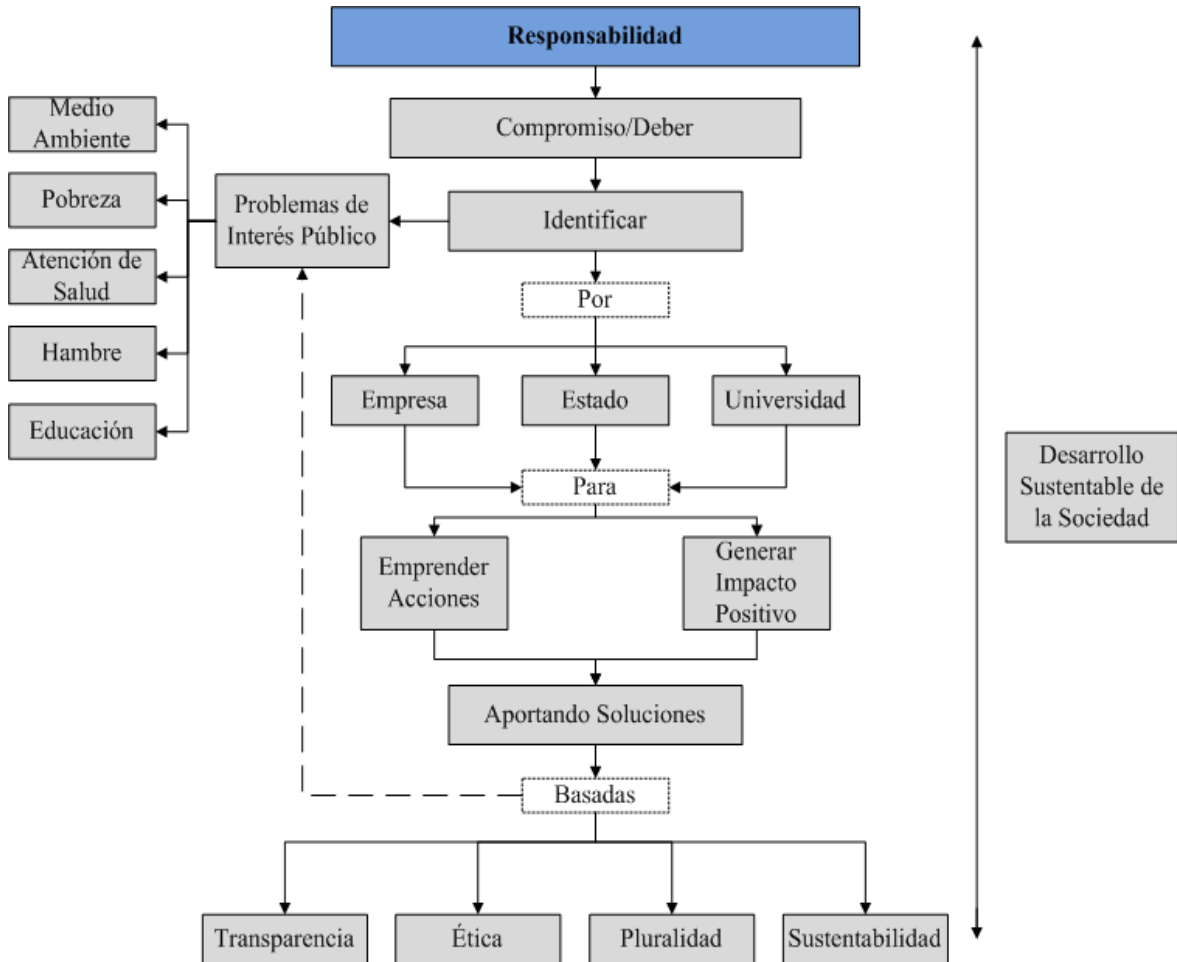 Responsabilidad
Compromiso/Deber
Identificar
Problemas de
Interés Público
Medio
Ambiente
Pobreza
Atención de
Salud
Hambre
Educación
Por
Empresa
Estado
Universidad
Para
Emprender
Acciones
Generar
Impacto
Positivo
Aportando Soluciones
Basadas
Transparencia
Ética
Pluralidad
Sustentabilidad
Desarrollo
Sustentable de
la Sociedad